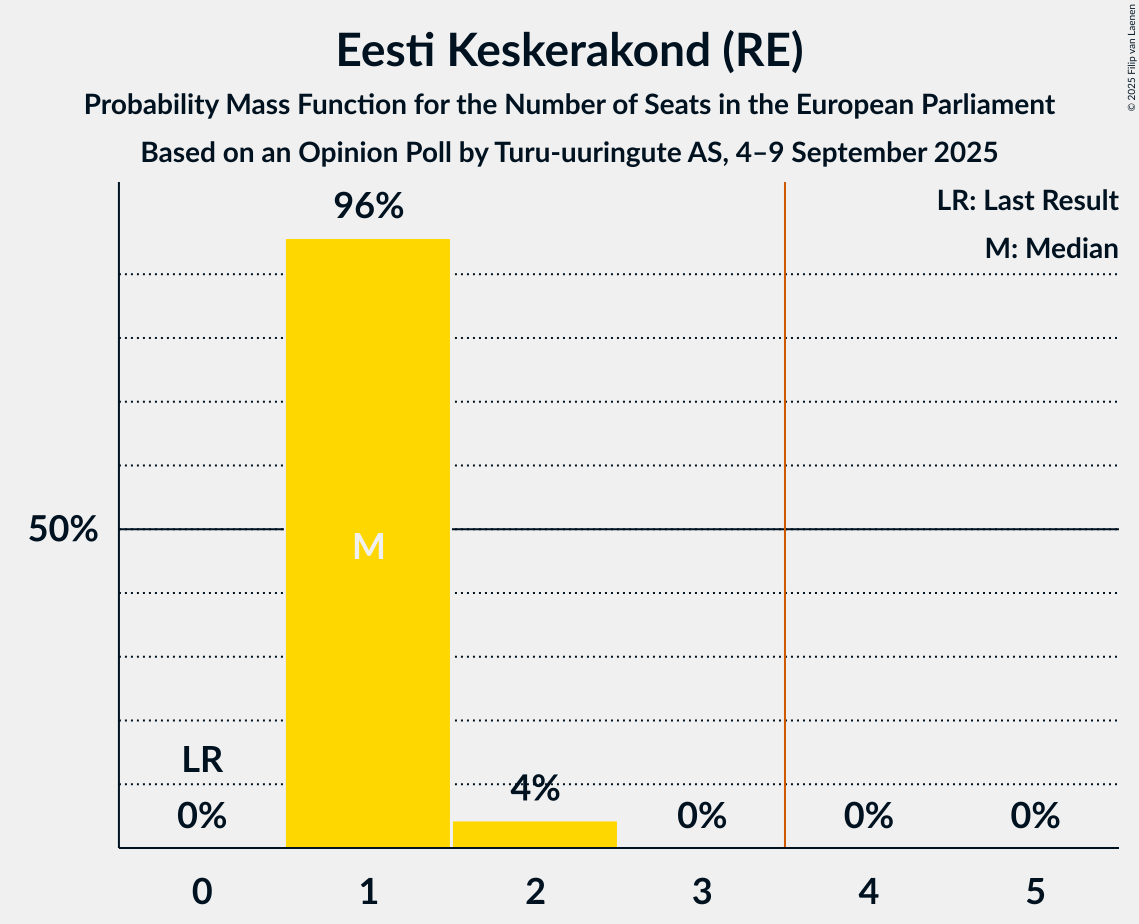 Eesti Keskerakond (RE)
Probability Mass Function for the Number of Seats in the European Parliament
Based on an Opinion Poll by Turu-uuringute AS, 4–9 September 2025
© 2025 Filip van Laenen
LR: Last Result
M: Median
96%
50%
M
LR
0%
4%
0%
0%
0%
0
1
2
3
4
5